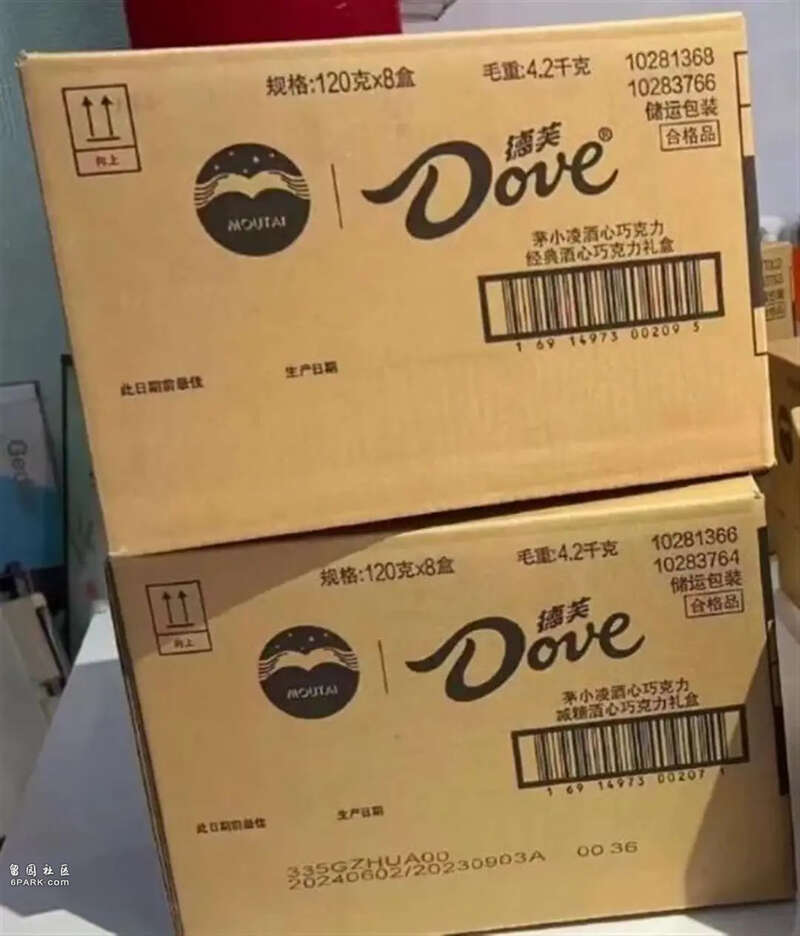 规格:120克x8盒
毛重:4.2千克
10281368
10283766
储运包装
合格品
向上
MOUTAI
德芙®
Dove
茅小凌酒心巧克力
经典酒心巧克力礼盒
1 69 14973 00209 5
此日期前最佳
生产日期
规格:120克x8盒
毛重:4.2千克
10281366
10283764
储运包装
合格品
向上
MOUTAI
德芙
Dove
茅小凌酒心巧克力
减糖酒心巧克力礼盒
1 69 14973 00207 1
此日期前最佳
生产日期
335GZHUA00
20240602/20230903A 00 36
留园社区
6PARK.com